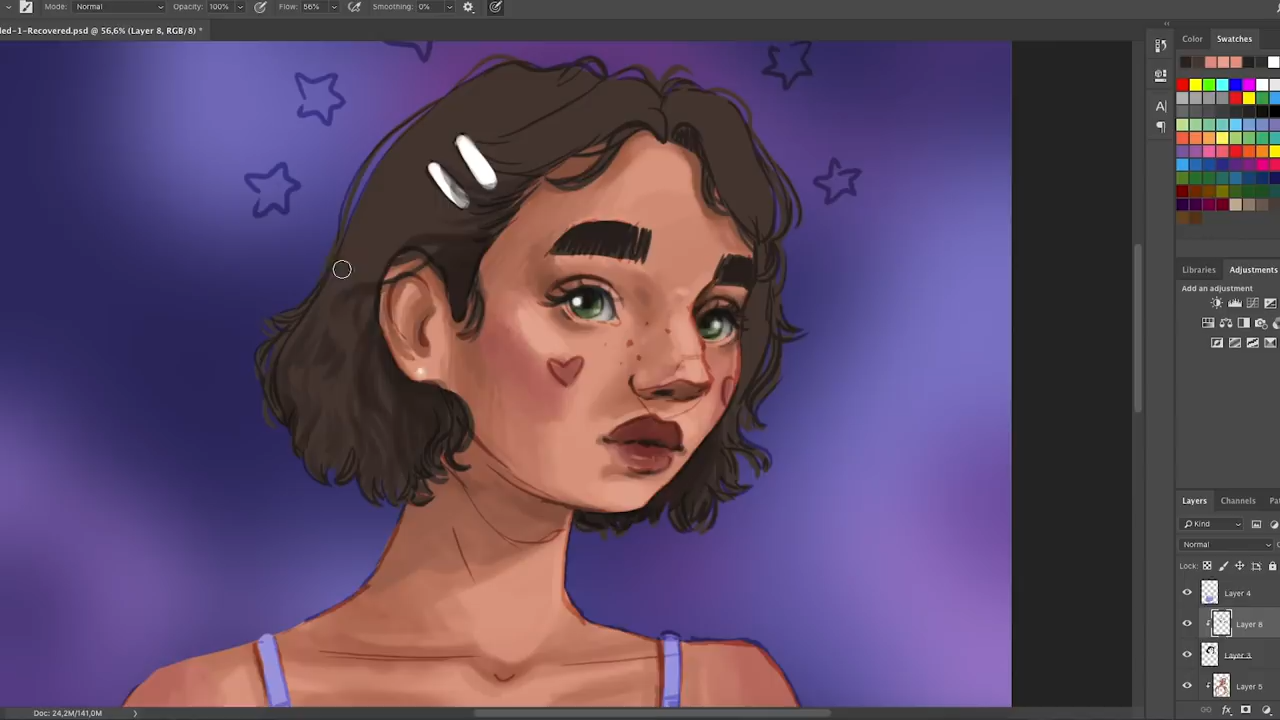 Mode: Normal Opacity: 100% Flow: 56% Smoothing: 0%
led-1-Recovered.psd @ 56,6% (Layer 8, RGB/8) *
Color Swatches
Libraries Adjustments
Add an adjustment
Layers Channels Pat
Kind
Normal
Lock:
Layer 4
Layer 8
Layer 3
Layer 5
fx
Doc: 24,2M/141,0M